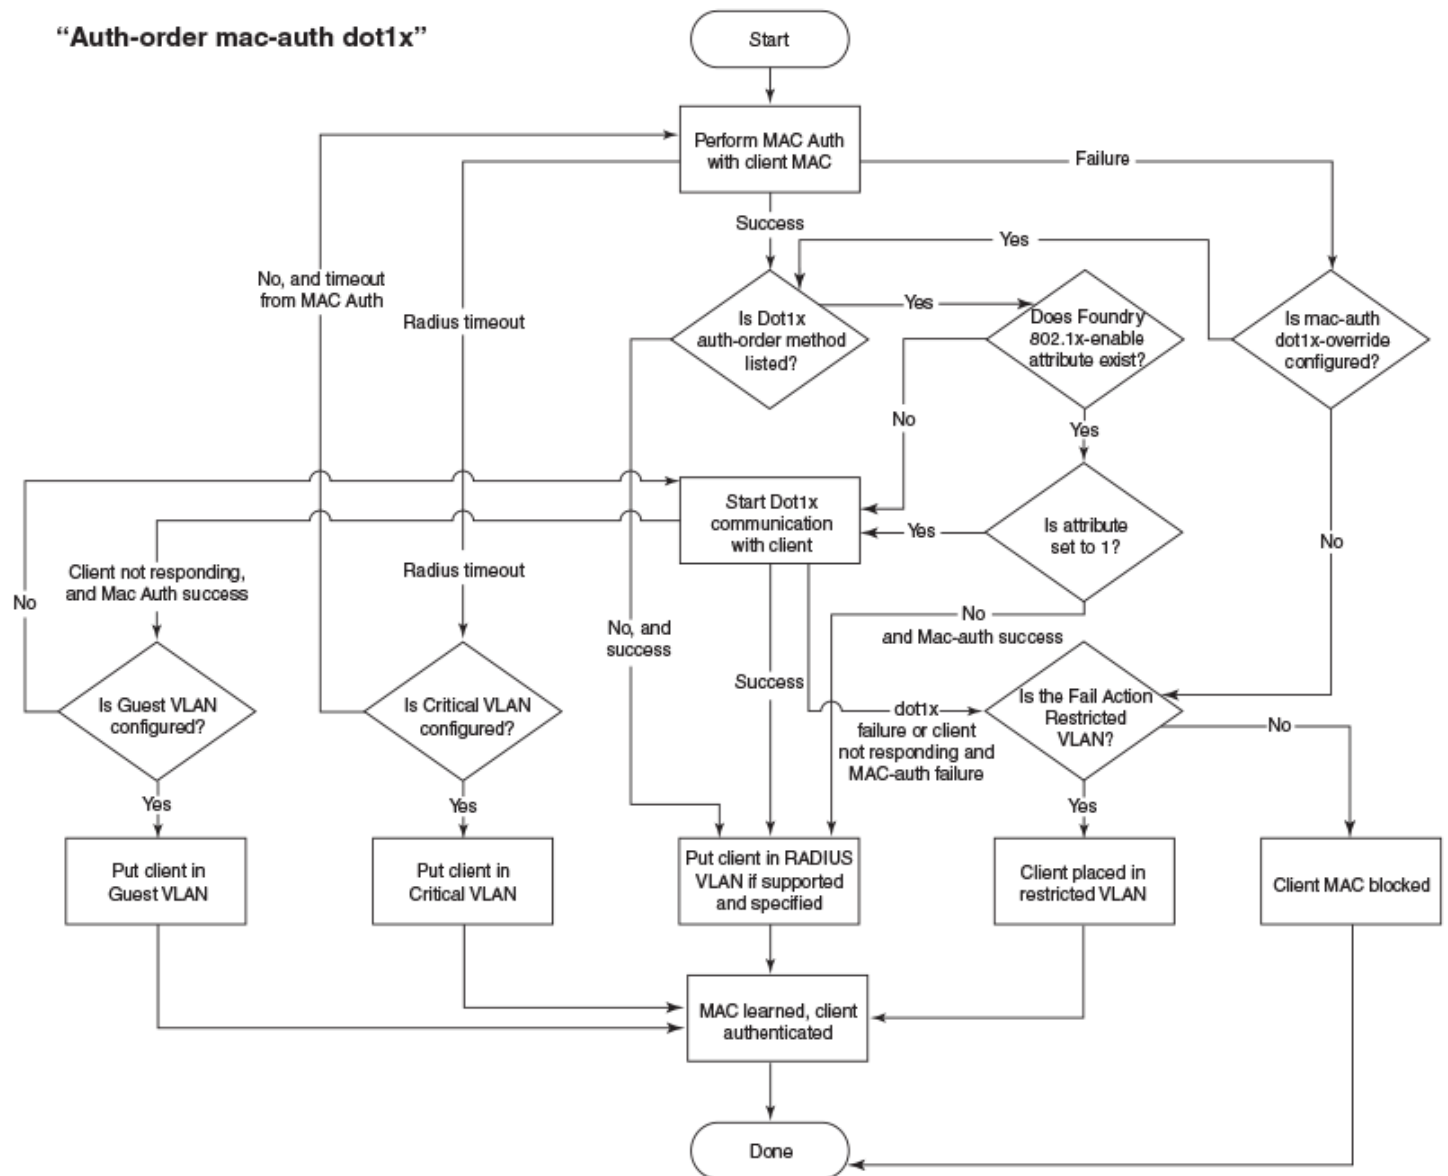 “Auth-order mac-auth dot1x”
Start
Perform MAC Auth
with client MAC
Failure
Success
Yes
No, and timeout
from MAC Auth
Radius timeout
Is Dot1x
auth-order method
listed?
Yes
Does Foundry
802.1x-enable
attribute exist?
Is mac-auth
dot1x-override
configured?
No
Yes
Start Dot1x
communication
with client
Yes
Is attribute
set to 1?
No
Client not responding,
and Mac Auth success
No
Radius timeout
No, and
success
No
and Mac-auth success
Success
Is Guest VLAN
configured?
Is Critical VLAN
configured?
dot1x
failure or client
not responding and
MAC-auth failure
Is the Fail Action
Restricted
VLAN?
No
Yes
Yes
Yes
Put client in
Guest VLAN
Put client in
Critical VLAN
Put client in RADIUS
VLAN if supported
and specified
Client placed in
restricted VLAN
Client MAC blocked
MAC learned, client
authenticated
Done